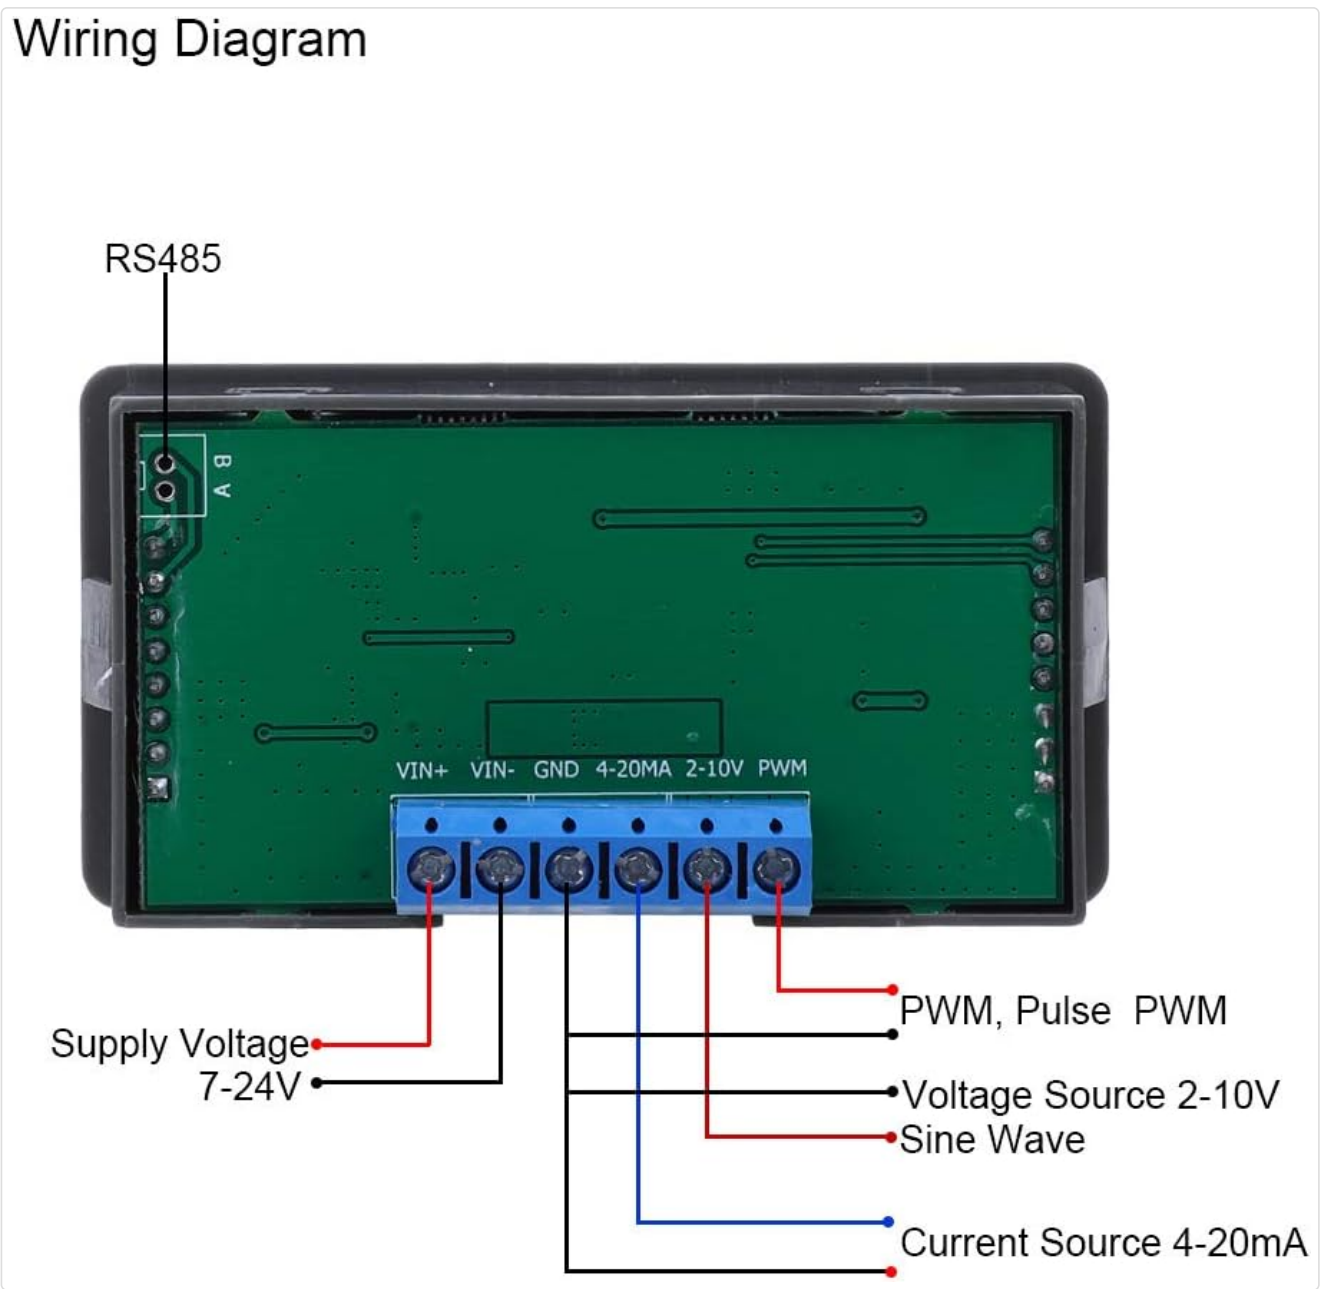 Wiring Diagram
RS485
B
A
VIN+ VIN- GND 4-20MA 2-10V PWM
PWM, Pulse PWM
Supply Voltage
7-24V
Voltage Source 2-10V
Sine Wave
Current Source 4-20mA